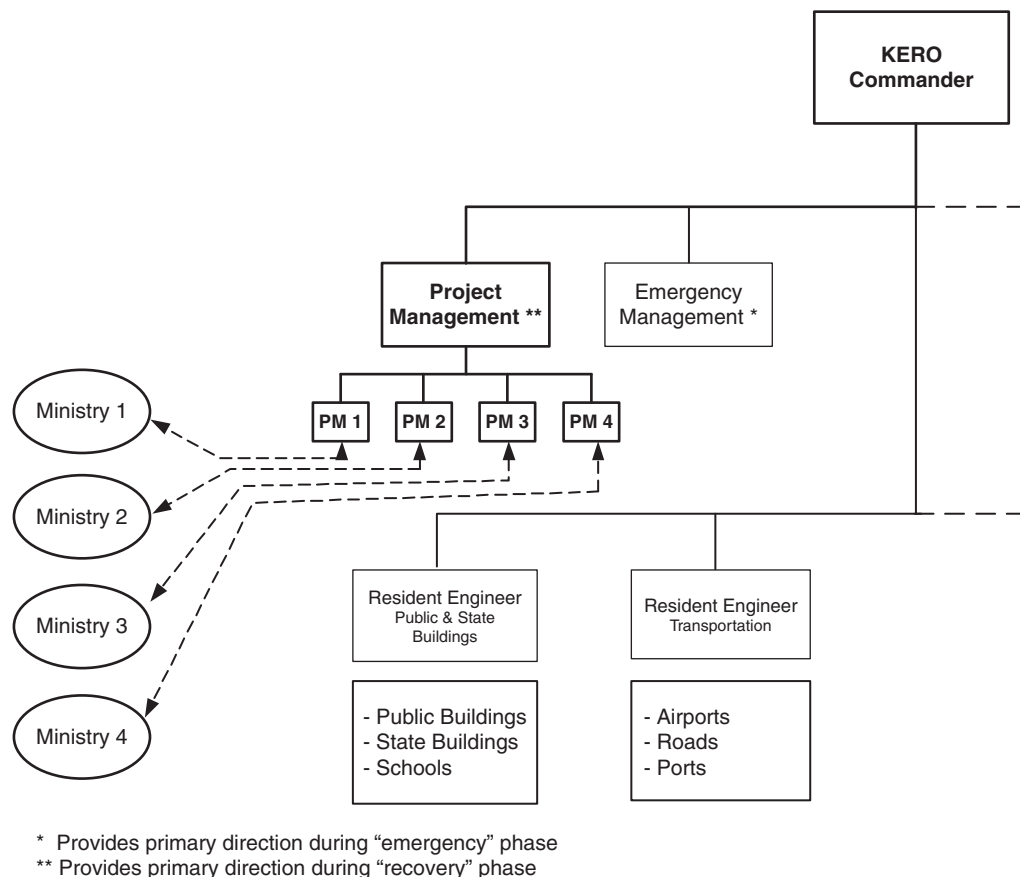 KERO
Commander
Project
Management **
Emergency
Management *
PM 1
PM 2
PM 3
PM 4
Ministry 1
Ministry 2
Ministry 3
Ministry 4
Resident Engineer
Public & State
Buildings
Resident Engineer
Transportation
- Public Buildings
- State Buildings
- Schools
- Airports
- Roads
- Ports
* Provides primary direction during “emergency” phase
** Provides primary direction during “recovery” phase